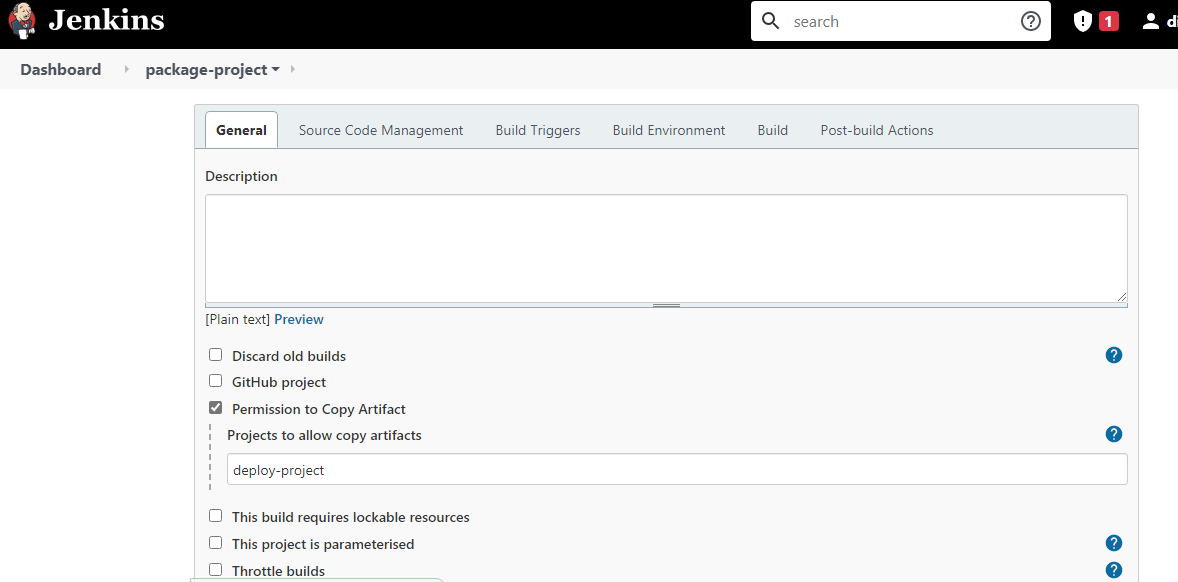 Jenkins
search
1
di
Dashboard
package-project
General Source Code Management Build Triggers Build Environment Build Post-build Actions
Description
[Plain text] Preview
Discard old builds
GitHub project
Permission to Copy Artifact
Projects to allow copy artifacts
deploy-project
This build requires lockable resources
This project is parameterised
Throttle builds